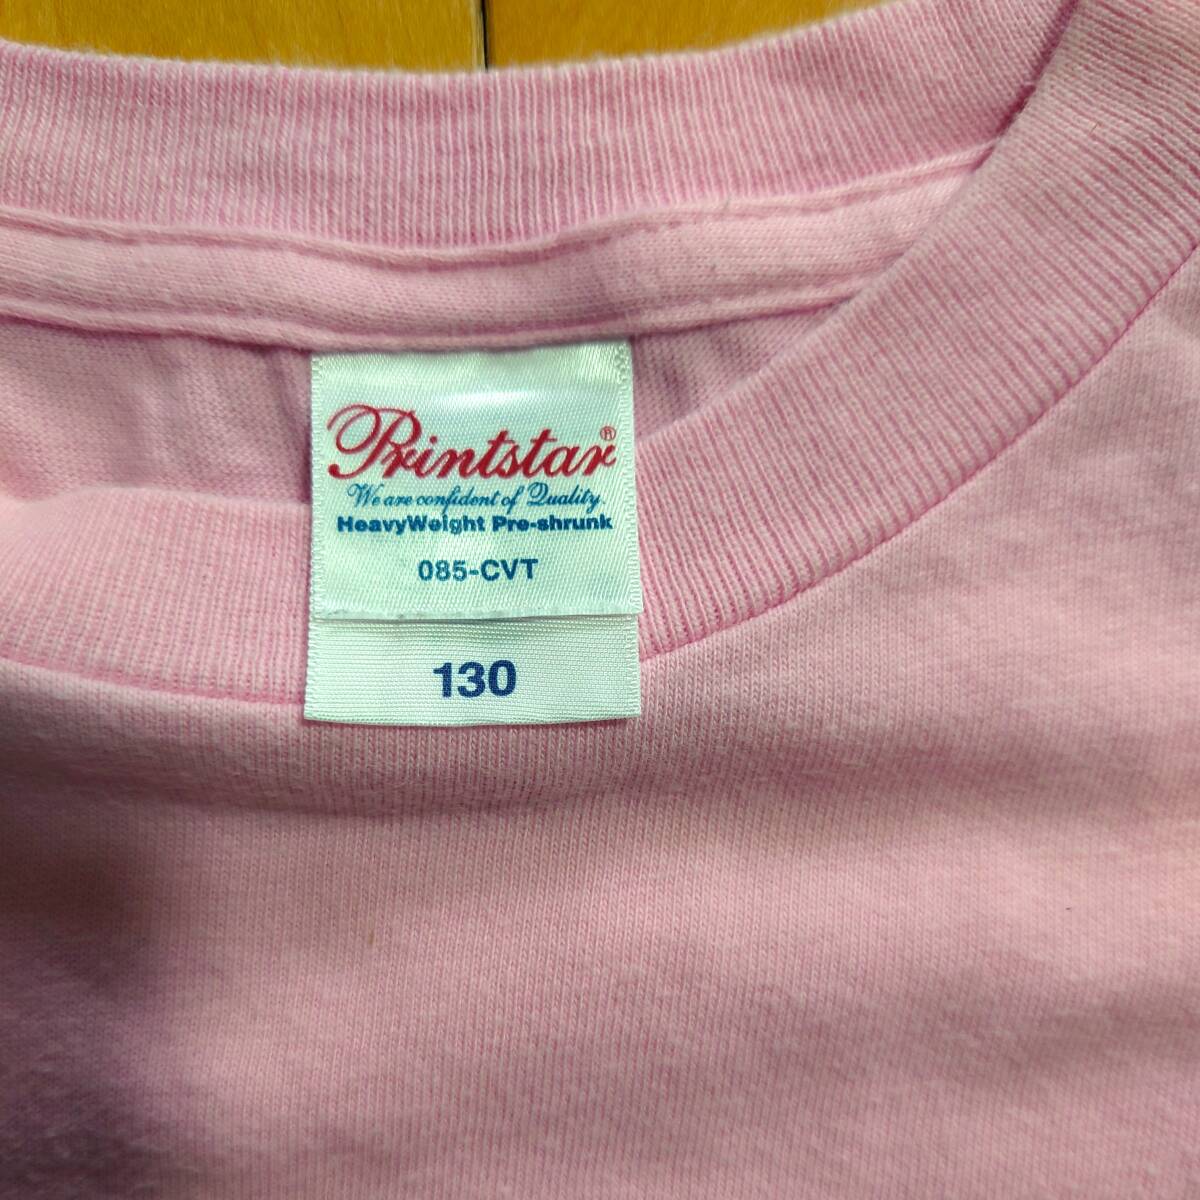 Printstar®
We are confident of Quality.
HeavyWeight Pre-shrunk
085-CVT
130